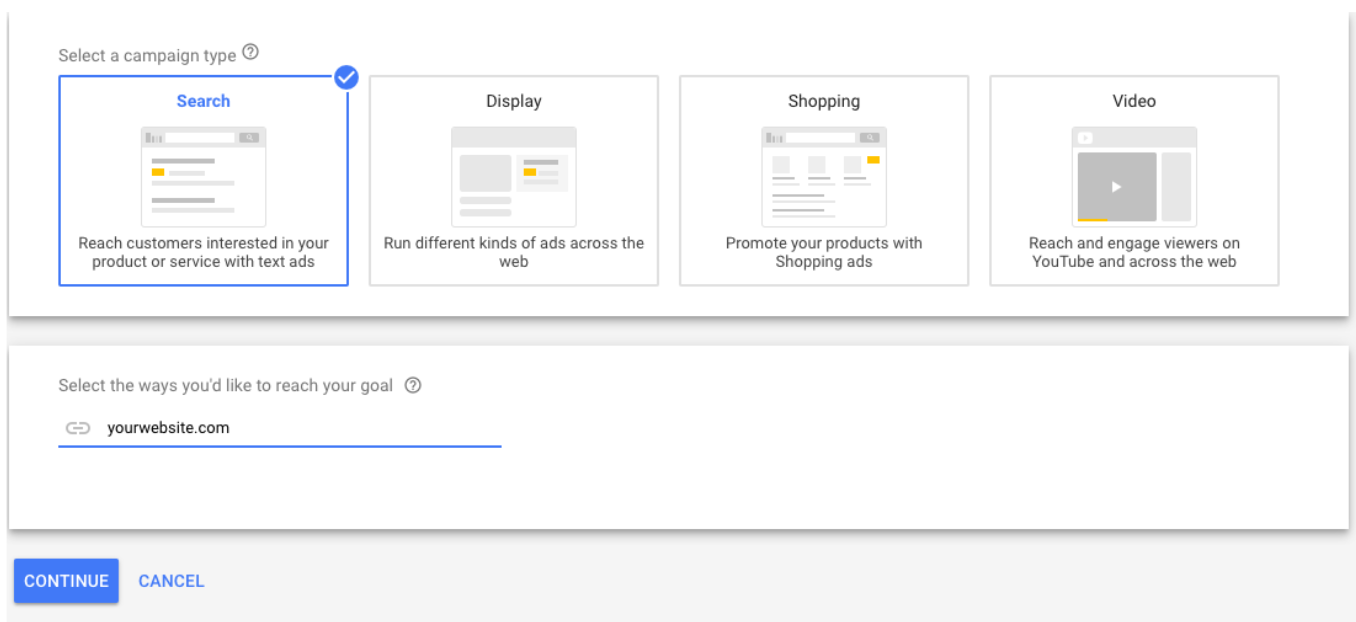 Select a campaign type
Search
Reach customers interested in your
product or service with text ads
Display
Run different kinds of ads across the
web
Shopping
Promote your products with
Shopping ads
Video
Reach and engage viewers on
YouTube and across the web
Select the ways you'd like to reach your goal
yourwebsite.com
CONTINUE CANCEL